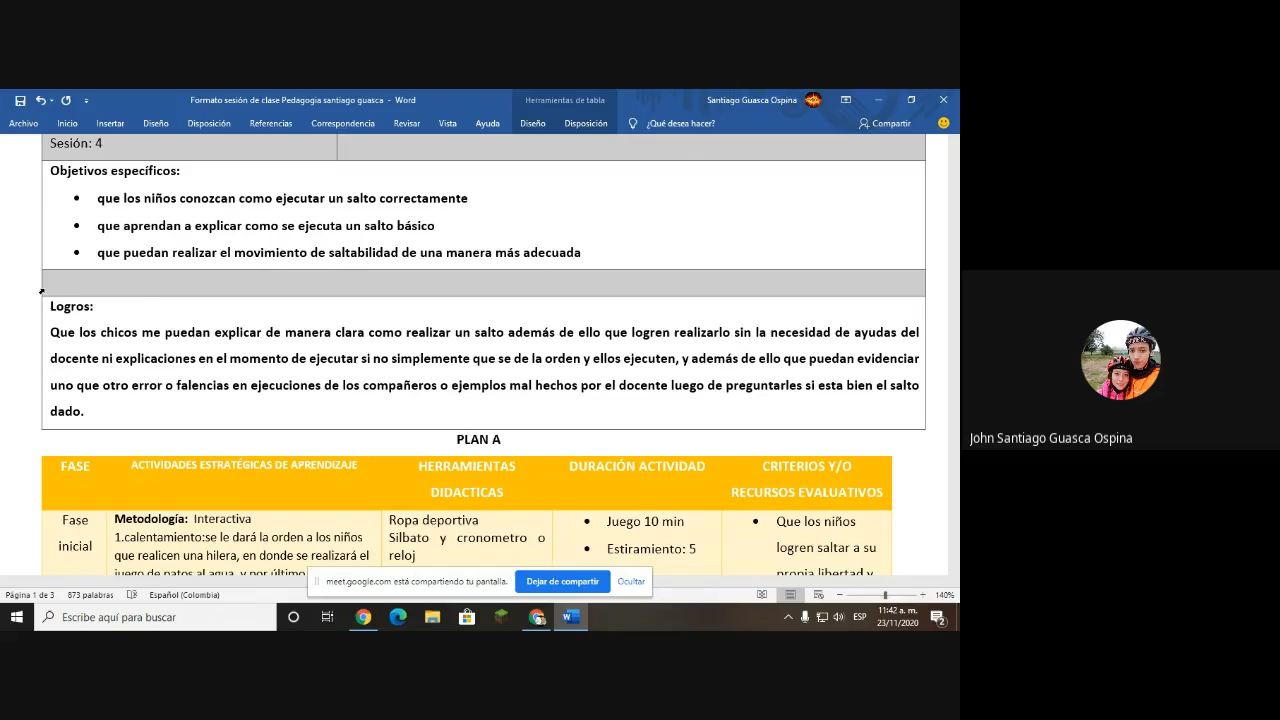 Formato sesión de clase Pedagogia santiago guasca - Word
Herramientas de tabla
Santiago Guasca Ospina
Archivo Inicio Insertar Diseño Disposición Referencias Correspondencia Revisar Vista Ayuda Diseño Disposición ¿Qué desea hacer? Compartir
Sesión: 4
Objetivos específicos:
• que los niños conozcan como ejecutar un salto correctamente
• que aprendan a explicar como se ejecuta un salto básico
• que puedan realizar el movimiento de saltabilidad de una manera más adecuada
Logros:
Que los chicos me puedan explicar de manera clara como realizar un salto además de ello que logren realizarlo sin la necesidad de ayudas del
docente ni explicaciones en el momento de ejecutar si no simplemente que se de la orden y ellos ejecuten, y además de ello que puedan evidenciar
uno que otro error o falencias en ejecuciones de los compañeros o ejemplos mal hechos por el docente luego de preguntarles si esta bien el salto
dado.
PLAN A
FASE
ACTIVIDADES ESTRATÉGICAS DE APRENDIZAJE
HERRAMIENTAS
DIDACTICAS
DURACIÓN ACTIVIDAD
CRITERIOS Y/O
RECURSOS EVALUATIVOS
Fase
inicial
Metodología: Interactiva
1.calentamiento:se le dará la orden a los niños
que realicen una hilera, en donde se realizará el
juego de patos al agua, y por último
Ropa deportiva
Silbato y cronometro o
reloj
• Juego 10 min
• Estiramiento: 5
• Que los niños
logren saltar a su
propia libertad y
meet.google.com está compartiendo tu pantalla.
Dejar de compartir
Ocultar
Página 1 de 3 873 palabras Español (Colombia) 140%
Escribe aquí para buscar
ESP
11:42 a. m.
23/11/2020
2
John Santiago Guasca Ospina